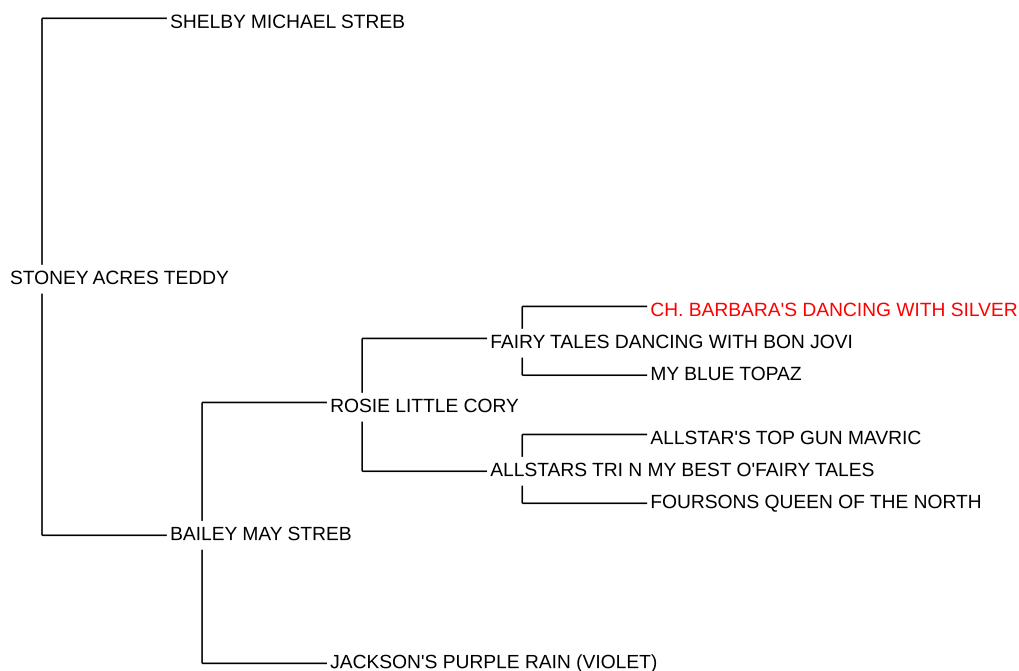 SHELBY MICHAEL STREB
STONEY ACRES TEDDY
CH. BARBARA'S DANCING WITH SILVER
FAIRY TALES DANCING WITH BON JOVI
MY BLUE TOPAZ
ROSIE LITTLE CORY
ALLSTAR'S TOP GUN MAVRIC
ALLSTARS TRI N MY BEST O'FAIRY TALES
FOURSONS QUEEN OF THE NORTH
BAILEY MAY STREB
JACKSON'S PURPLE RAIN (VIOLET)